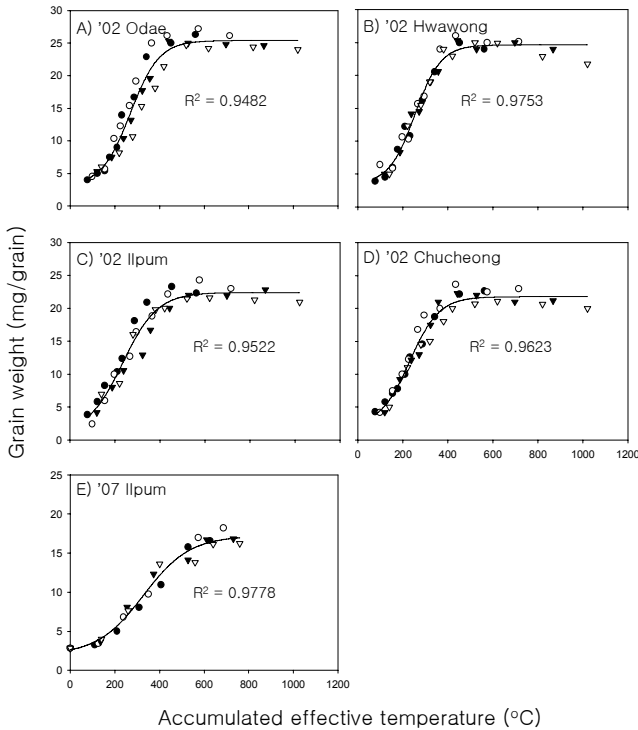 30
25
20
15
10
5
0
A) '02 Odae
R² = 0.9482
B) '02 Hwawong
R² = 0.9753
30
25
20
15
10
5
0
C) '02 Ilpum
R² = 0.9522
D) '02 Chucheong
R² = 0.9623
0 200 400 600 800 1000 1200
25
20
15
10
5
0
E) '07 Ilpum
R² = 0.9778
0 200 400 600 800 1000 1200
Grain weight (mg/grain)
Accumulated effective temperature (°C)